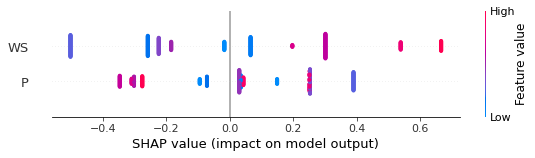 High
WS
P
Feature value
Low
−0.4 −0.2 0.0 0.2 0.4 0.6
SHAP value (impact on model output)